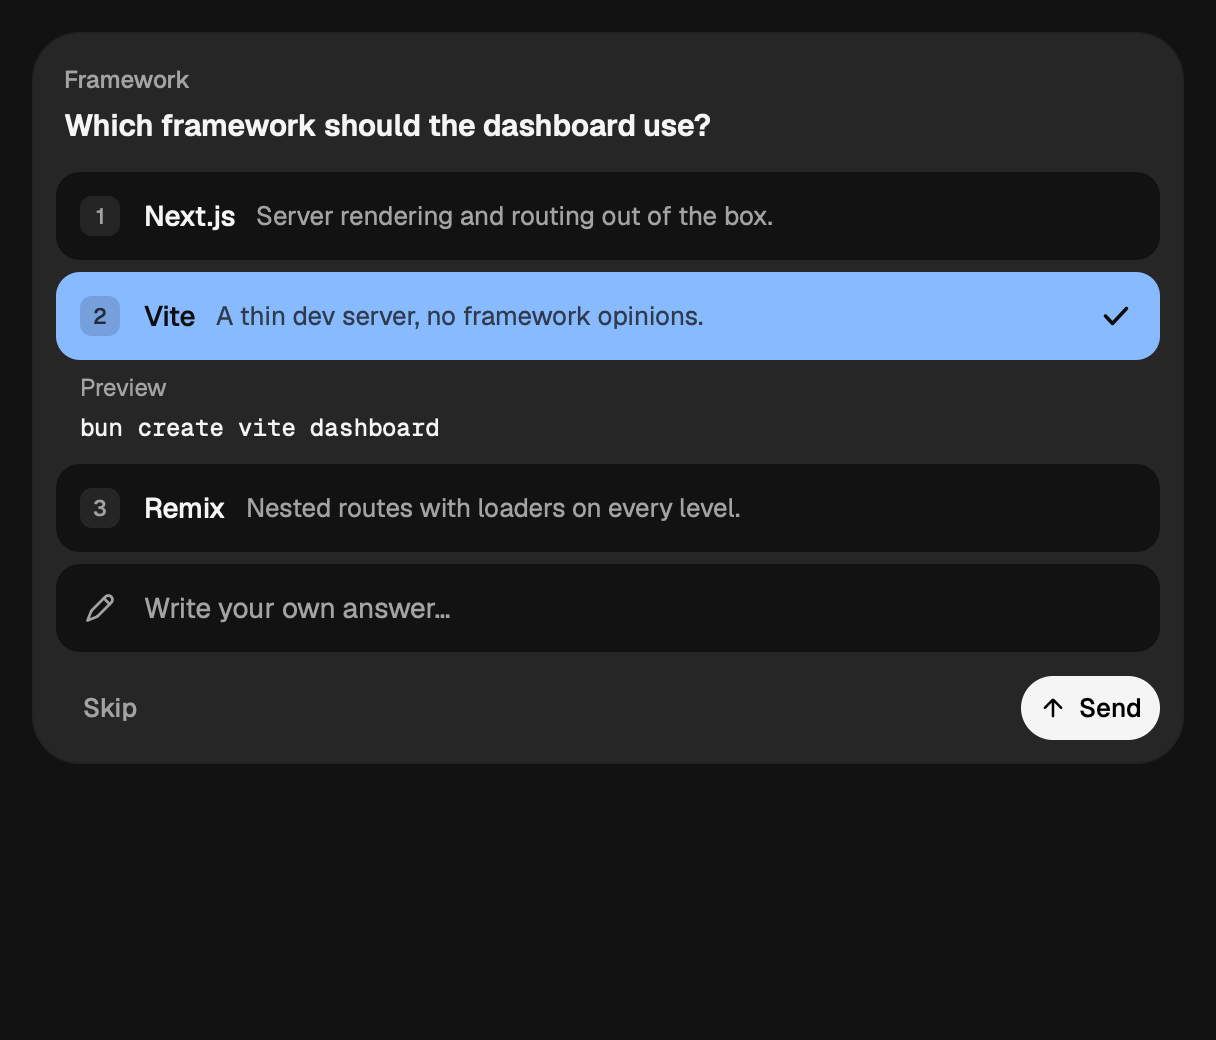 Framework
Which framework should the dashboard use?
1 Next.js Server rendering and routing out of the box.
2 Vite A thin dev server, no framework opinions.
Preview
bun create vite dashboard
3 Remix Nested routes with loaders on every level.
Write your own answer…
Skip
Send